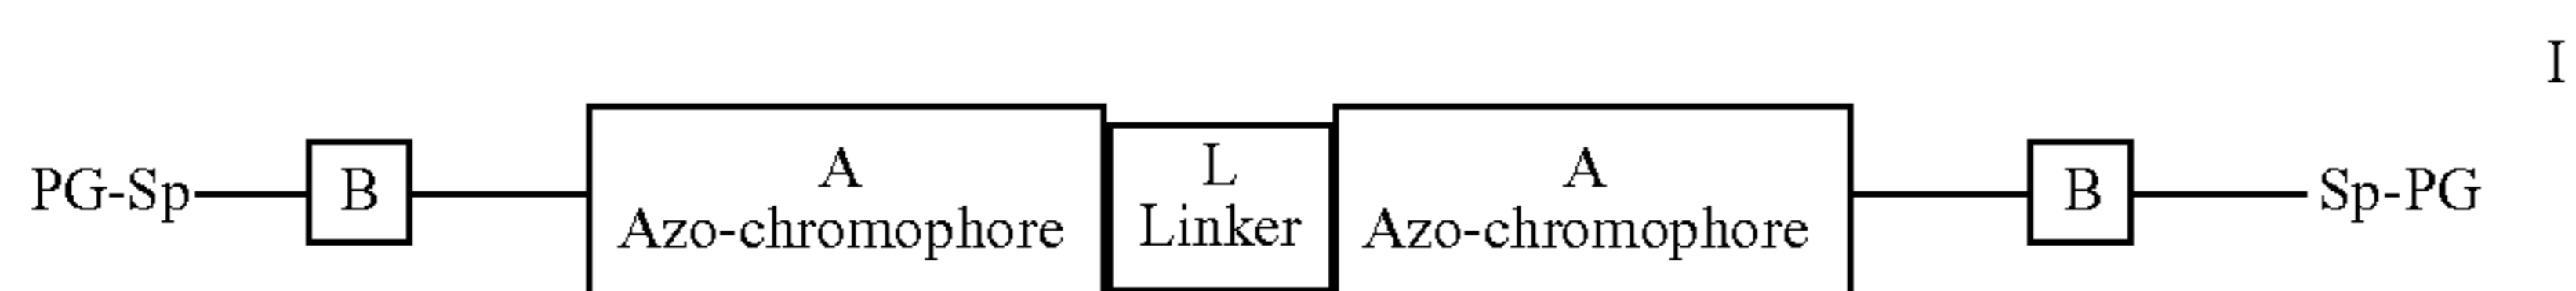 I
PG-Sp B A Azo-chromophore L Linker A Azo-chromophore B Sp-PG